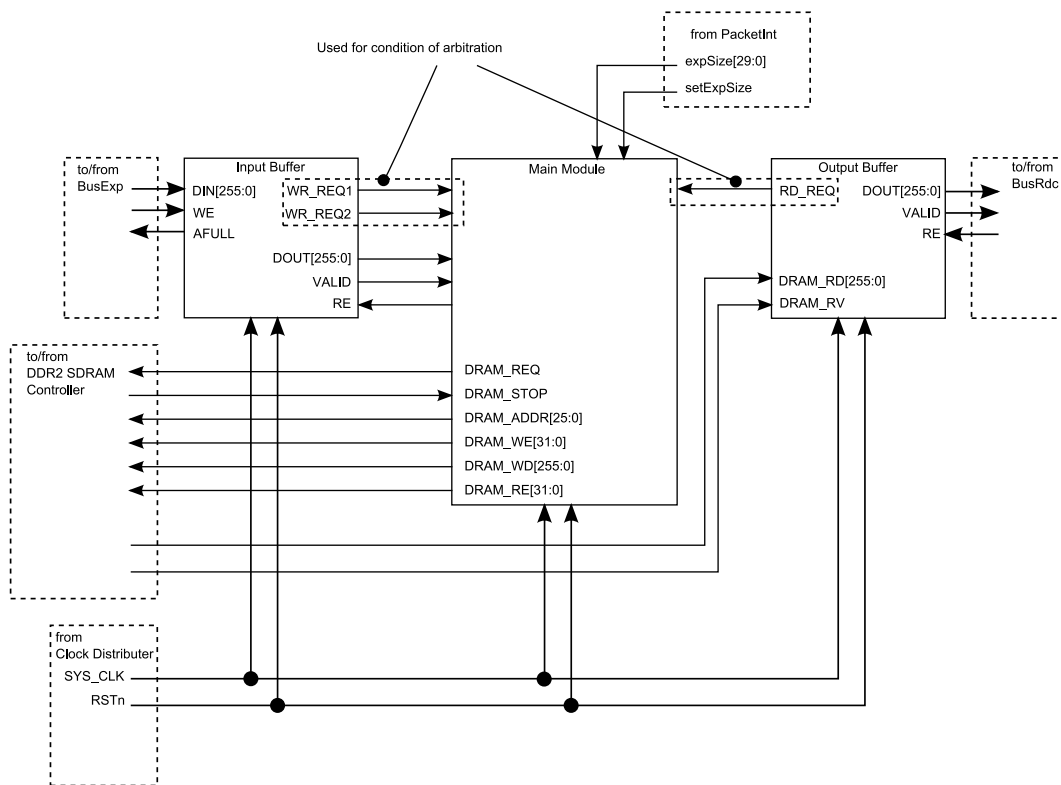 from PacketInt
expSize[29:0]
setExpSize
Used for condition of arbitration
to/from
BusExp
Input Buffer
DIN[255:0]
WE
AFULL
WR_REQ1
WR_REQ2
DOUT[255:0]
VALID
RE
Main Module
DRAM_REQ
DRAM_STOP
DRAM_ADDR[25:0]
DRAM_WE[31:0]
DRAM_WD[255:0]
DRAM_RE[31:0]
Output Buffer
RD_REQ
DOUT[255:0]
VALID
RE
DRAM_RD[255:0]
DRAM_RV
to/from
BusRdc
to/from
DDR2 SDRAM
Controller
from
Clock Distributer
SYS_CLK
RSTn